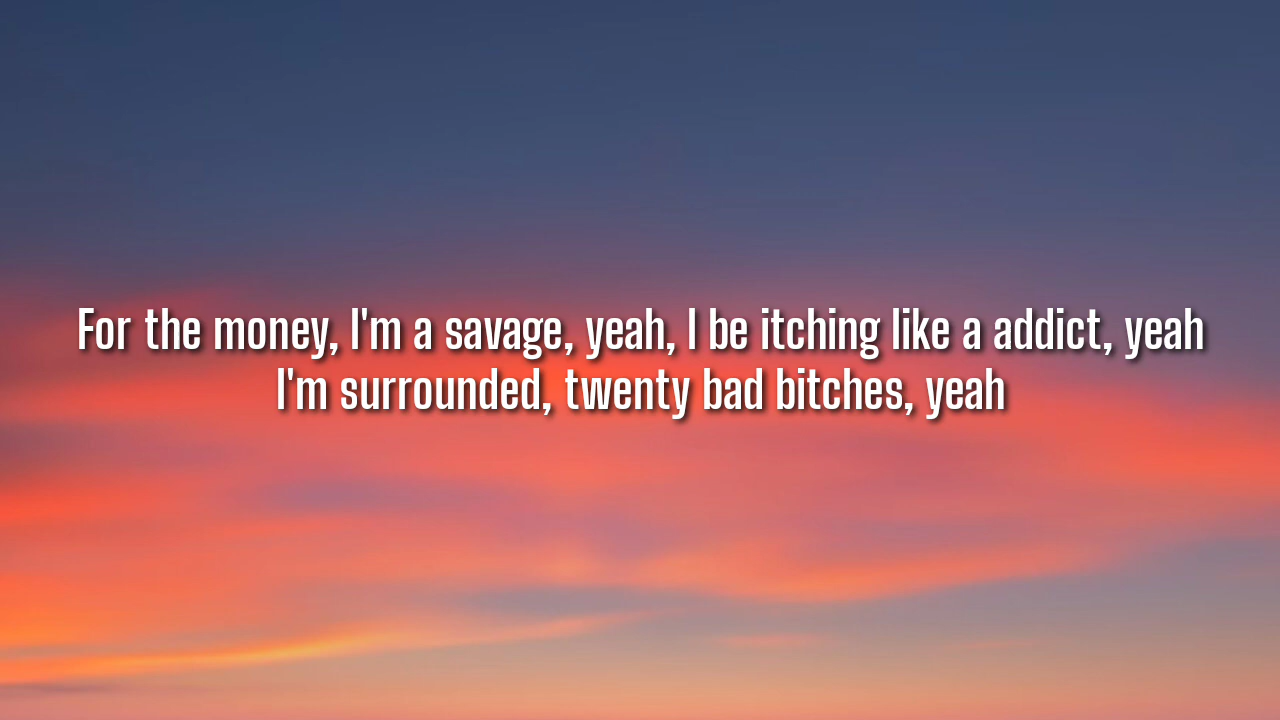 For the money, I'm a savage, yeah, I be itching like a addict, yeah
I'm surrounded, twenty bad bitches, yeah